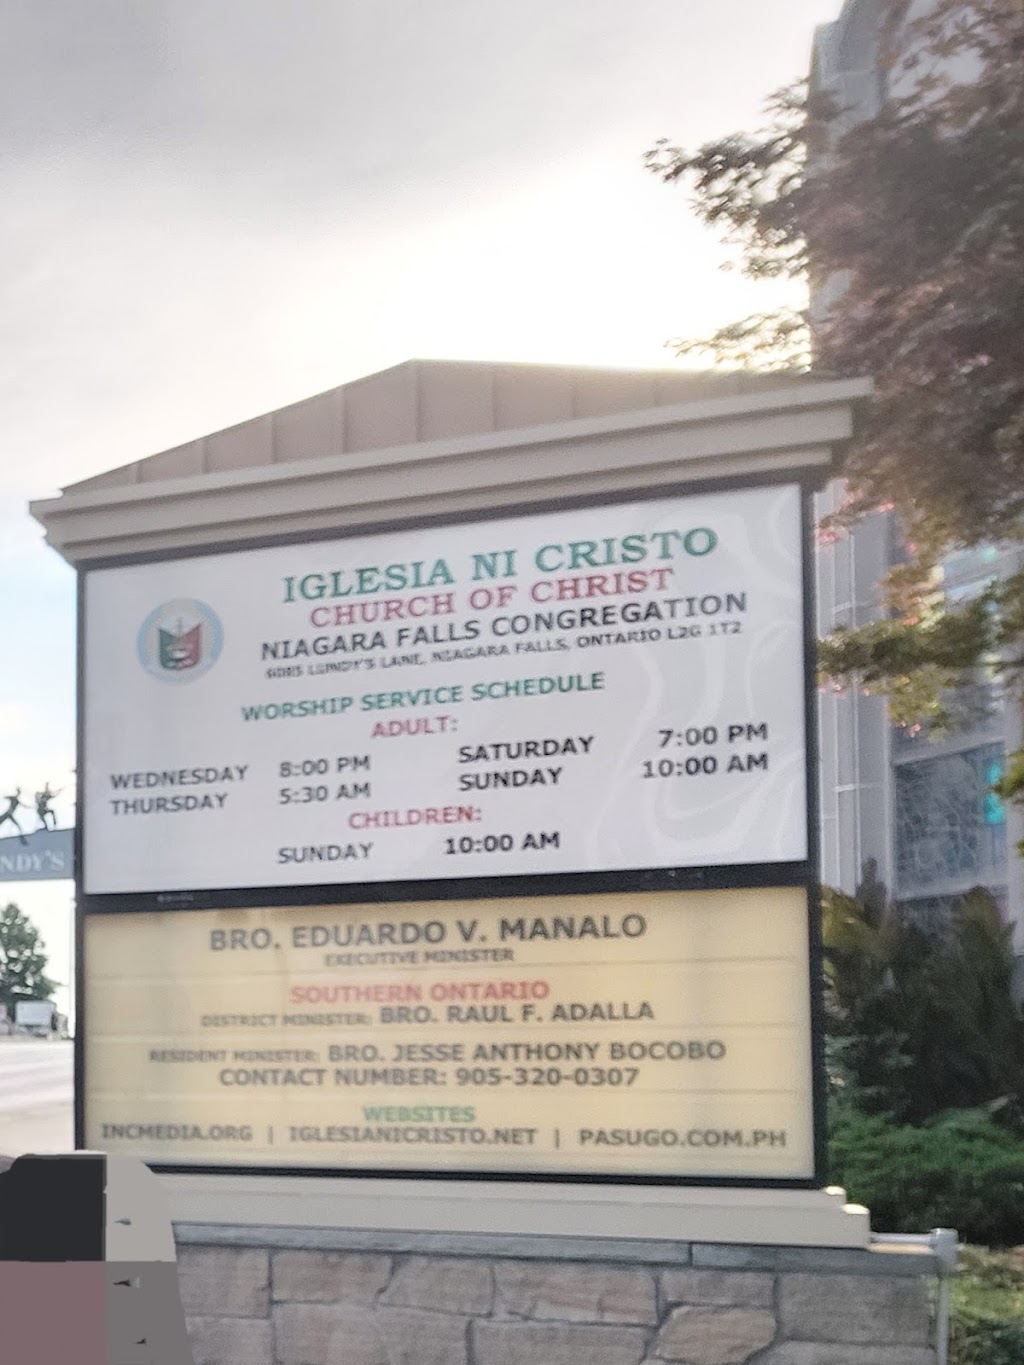 IGLESIA NI CRISTO
CHURCH OF CHRIST
NIAGARA FALLS CONGREGATION
LUNDY'S LANE, NIAGARA FALLS, ONTARIO L2G 1T2
WORSHIP SERVICE SCHEDULE
ADULT:
WEDNESDAY 8:00 PM SATURDAY 7:00 PM
THURSDAY 5:30 AM SUNDAY 10:00 AM
CHILDREN:
SUNDAY 10:00 AM
NDY'S
BRO. EDUARDO V. MANALO
EXECUTIVE MINISTER
SOUTHERN ONTARIO
DISTRICT MINISTER: BRO. RAUL F. ADALLA
RESIDENT MINISTER: BRO. JESSE ANTHONY BOCOBO
CONTACT NUMBER: 905-320-0307
WEBSITES
INCMEDIA.ORG | IGLESIANICRISTO.NET | PASUGO.COM.PH